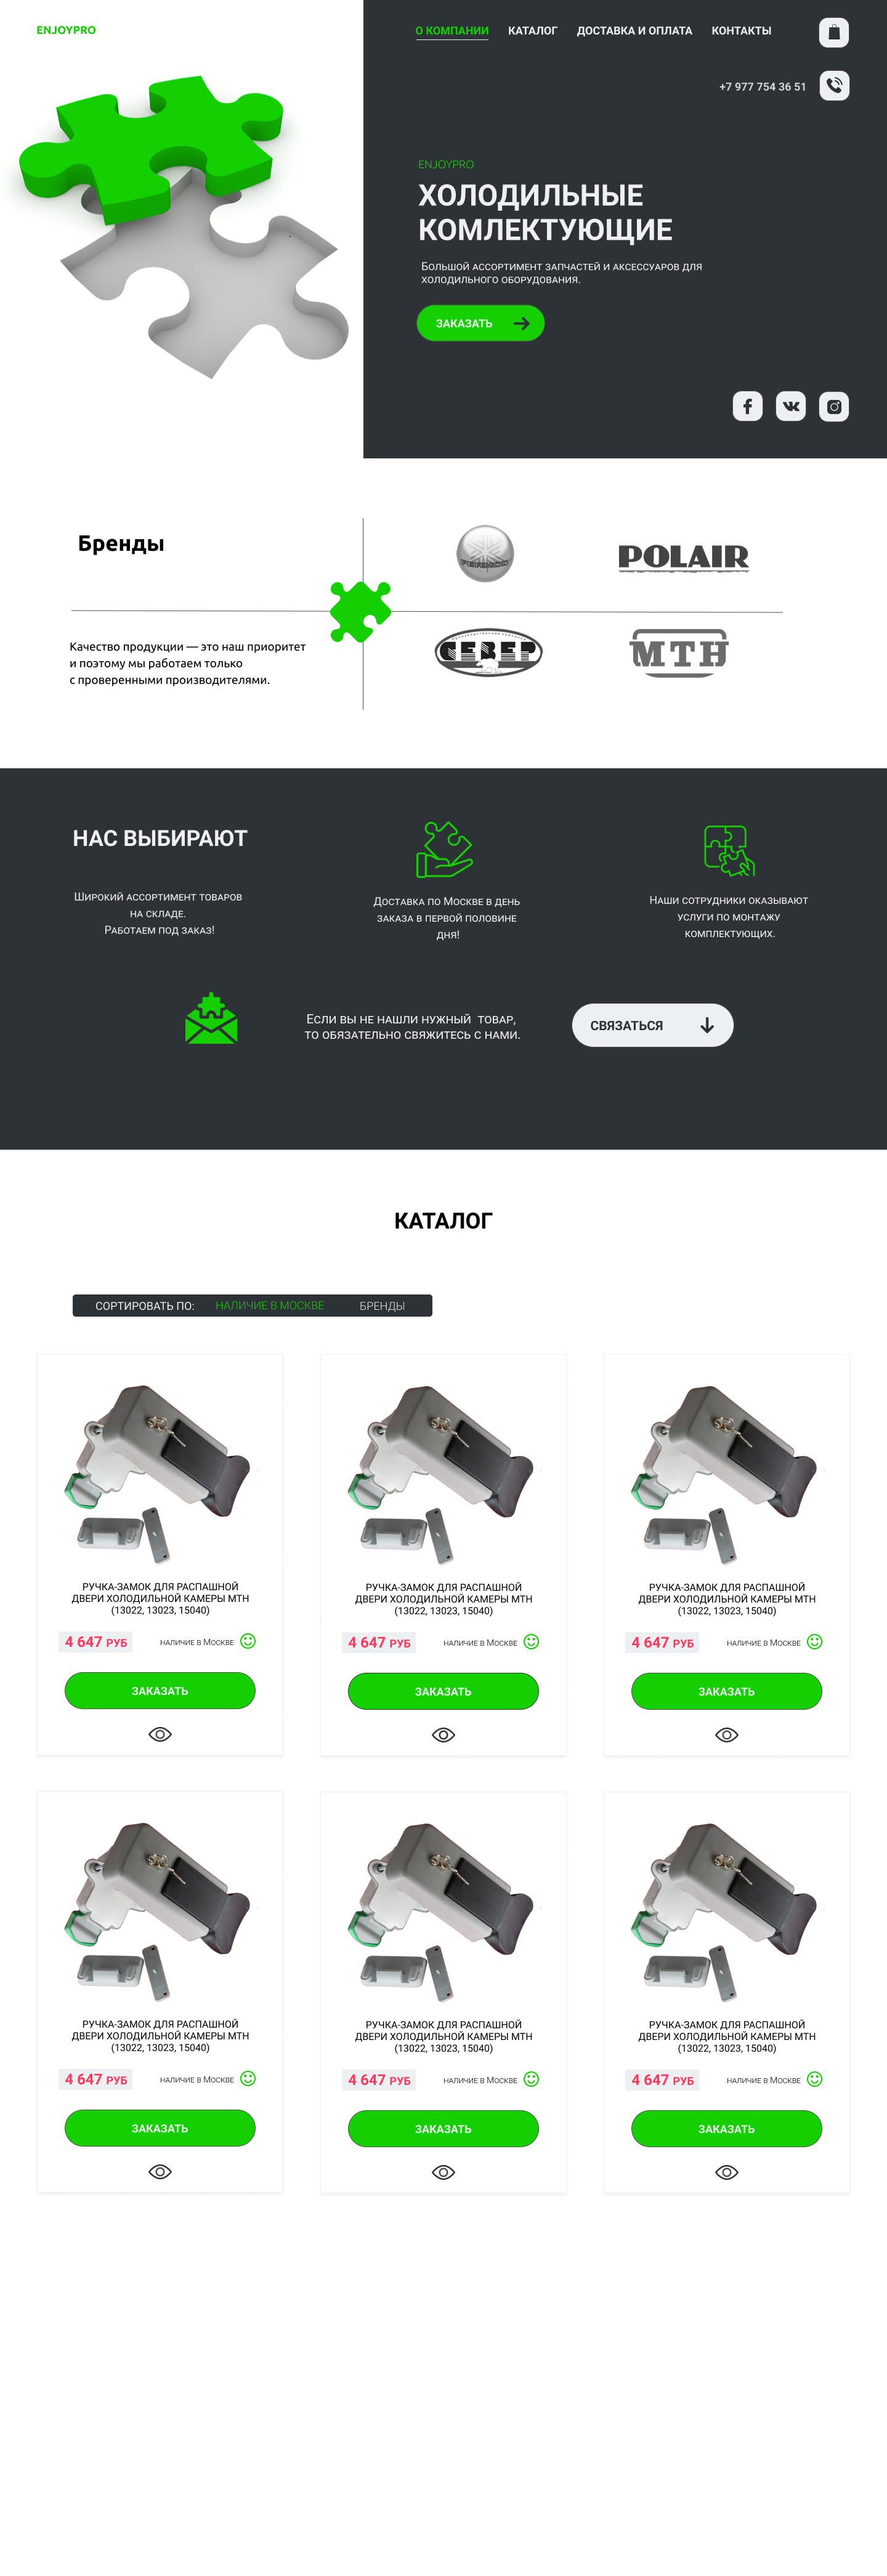 ENJOYPRO
О КОМПАНИИ КАТАЛОГ ДОСТАВКА И ОПЛАТА КОНТАКТЫ
+7 977 754 36 51
ENJOYPRO
ХОЛОДИЛЬНЫЕ
КОМЛЕКТУЮЩИЕ
Большой ассортимент запчастей и аксессуаров для
холодильного оборудования.
ЗАКАЗАТЬ
Бренды
POLAIR
Качество продукции — это наш приоритет
и поэтому мы работаем только
с проверенными производителями.
СЕВЕР
МТН
НАС ВЫБИРАЮТ
Широкий ассортимент товаров
на складе.
Работаем под заказ!
Доставка по Москве в день
заказа в первой половине
дня!
Наши сотрудники оказывают
услуги по монтажу
комплектующих.
Если вы не нашли нужный товар,
то обязательно свяжитесь с нами.
СВЯЗАТЬСЯ
КАТАЛОГ
СОРТИРОВАТЬ ПО: НАЛИЧИЕ В МОСКВЕ БРЕНДЫ
РУЧКА-ЗАМОК ДЛЯ РАСПАШНОЙ
ДВЕРИ ХОЛОДИЛЬНОЙ КАМЕРЫ МТН
(13022, 13023, 15040)
4 647 РУБ наличие в Москве
ЗАКАЗАТЬ
РУЧКА-ЗАМОК ДЛЯ РАСПАШНОЙ
ДВЕРИ ХОЛОДИЛЬНОЙ КАМЕРЫ МТН
(13022, 13023, 15040)
4 647 РУБ наличие в Москве
ЗАКАЗАТЬ
РУЧКА-ЗАМОК ДЛЯ РАСПАШНОЙ
ДВЕРИ ХОЛОДИЛЬНОЙ КАМЕРЫ МТН
(13022, 13023, 15040)
4 647 РУБ наличие в Москве
ЗАКАЗАТЬ
РУЧКА-ЗАМОК ДЛЯ РАСПАШНОЙ
ДВЕРИ ХОЛОДИЛЬНОЙ КАМЕРЫ МТН
(13022, 13023, 15040)
4 647 РУБ наличие в Москве
ЗАКАЗАТЬ
РУЧКА-ЗАМОК ДЛЯ РАСПАШНОЙ
ДВЕРИ ХОЛОДИЛЬНОЙ КАМЕРЫ МТН
(13022, 13023, 15040)
4 647 РУБ наличие в Москве
ЗАКАЗАТЬ
РУЧКА-ЗАМОК ДЛЯ РАСПАШНОЙ
ДВЕРИ ХОЛОДИЛЬНОЙ КАМЕРЫ МТН
(13022, 13023, 15040)
4 647 РУБ наличие в Москве
ЗАКАЗАТЬ